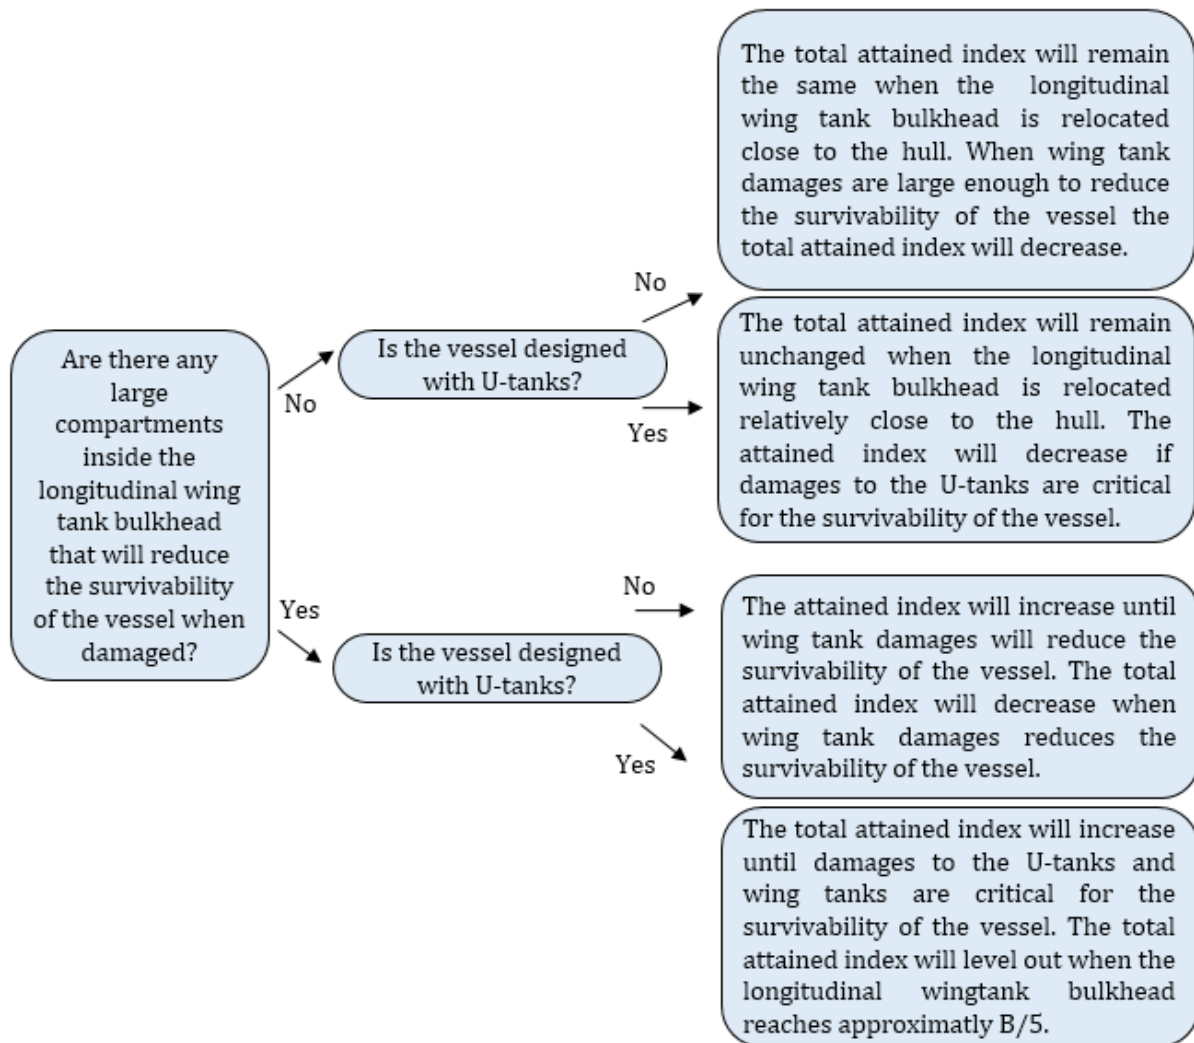 Are there any
large
compartments
inside the
longitudinal wing
tank bulkhead
that will reduce
the survivability
of the vessel when
damaged?
No
Is the vessel designed
with U-tanks?
No
The total attained index will remain
the same when the longitudinal
wing tank bulkhead is relocated
close to the hull. When wing tank
damages are large enough to reduce
the survivability of the vessel the
total attained index will decrease.
Yes
The total attained index will remain
unchanged when the longitudinal
wing tank bulkhead is relocated
relatively close to the hull. The
attained index will decrease if
damages to the U-tanks are critical
for the survivability of the vessel.
Yes
Is the vessel designed
with U-tanks?
No
The attained index will increase until
wing tank damages will reduce the
survivability of the vessel. The total
attained index will decrease when
wing tank damages reduces the
survivability of the vessel.
Yes
The total attained index will increase
until damages to the U-tanks and
wing tanks are critical for the
survivability of the vessel. The total
attained index will level out when the
longitudinal wingtank bulkhead
reaches approximatly B/5.